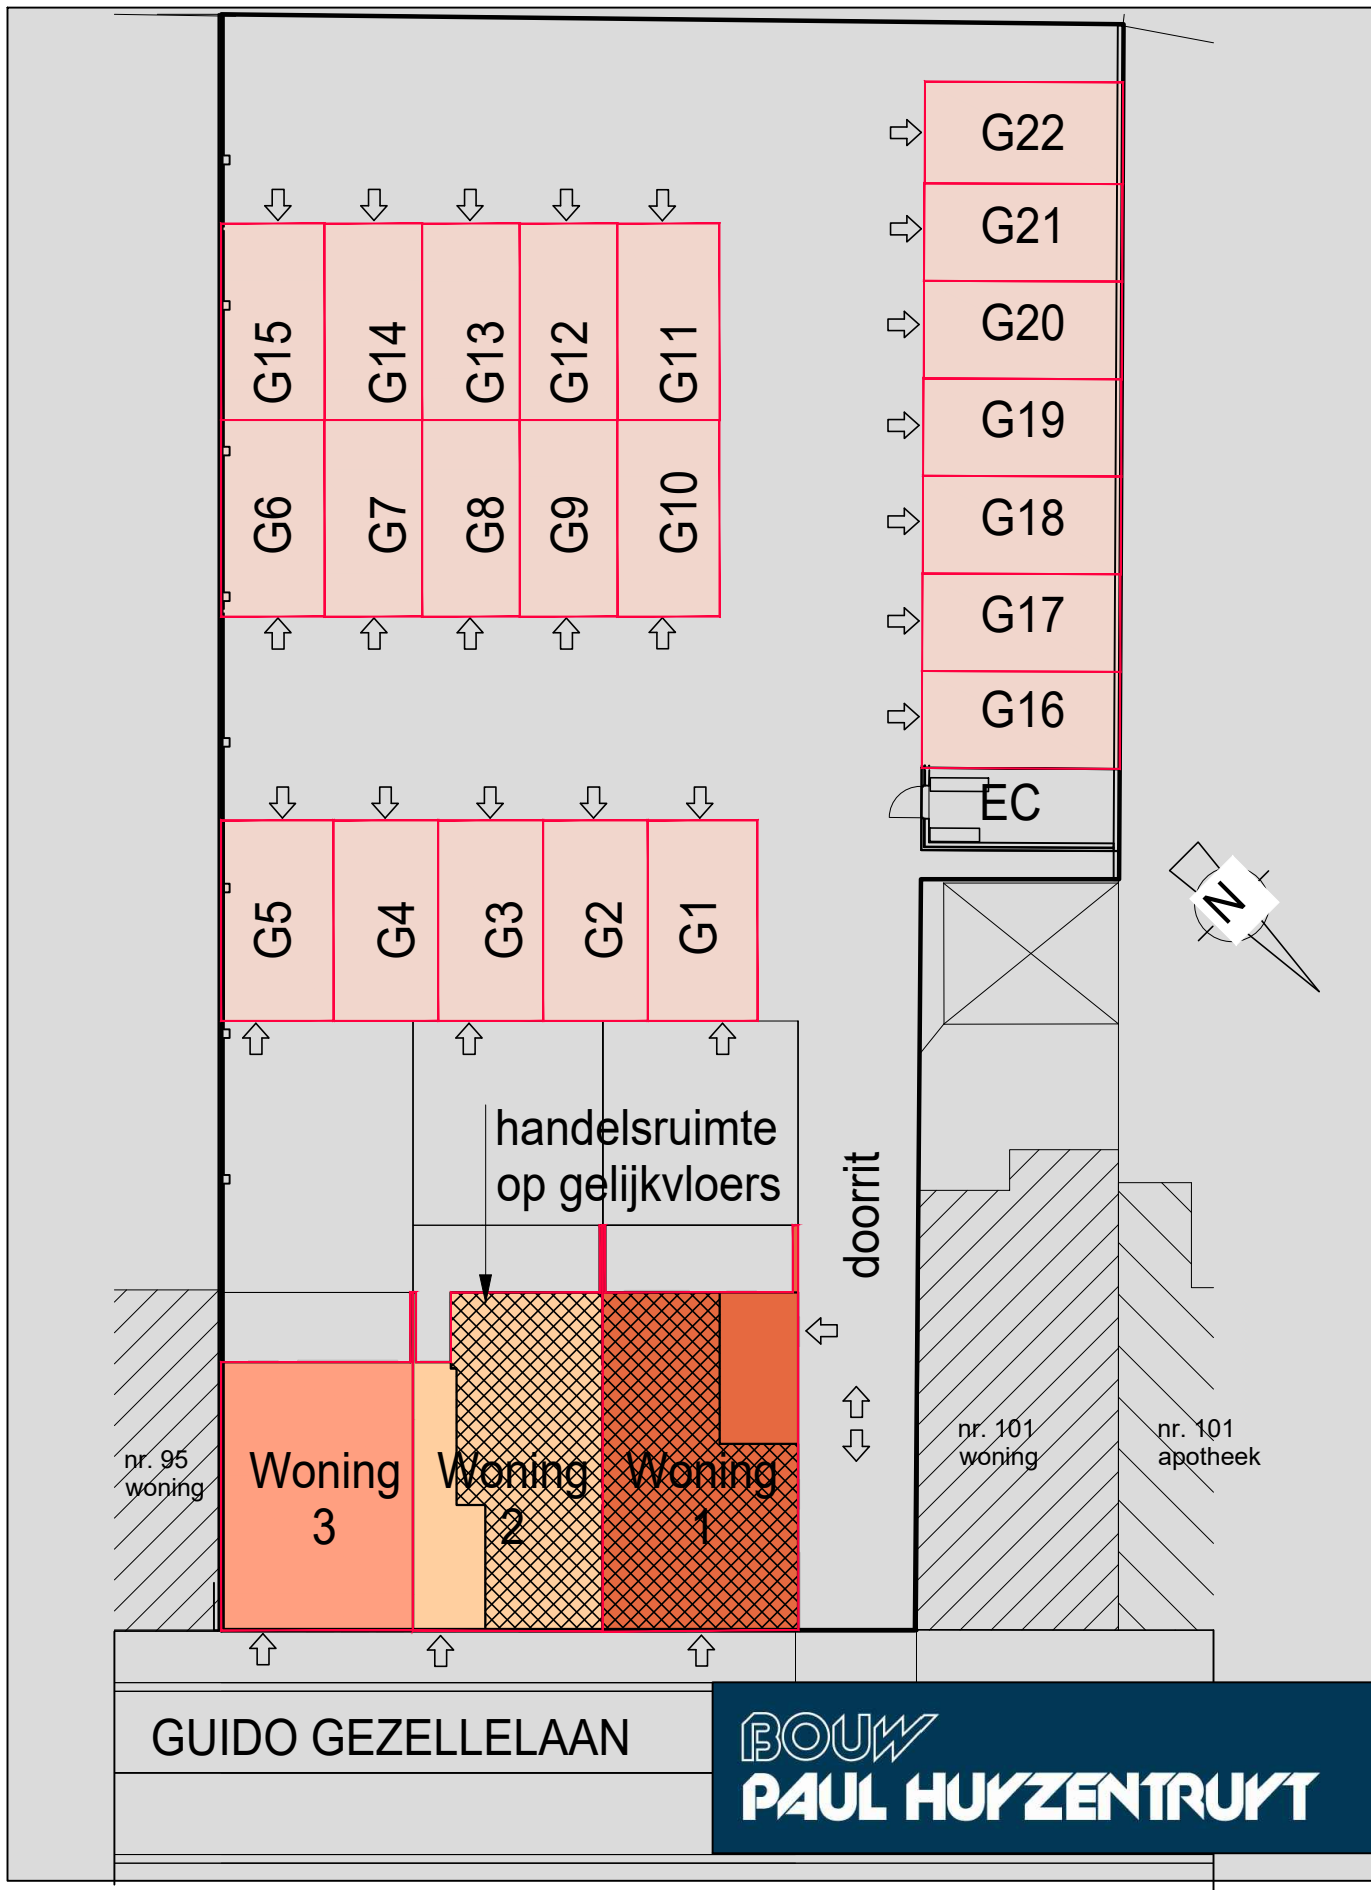 G22
G21
G20
G19
G18
G17
G16
EC
G15
G14
G13
G12
G11
G6
G7
G8
G9
G10
G5
G4
G3
G2
G1
N
handelsruimte
op gelijkvloers
doorrit
nr. 95
woning
Woning
3
Woning
2
Woning
1
nr. 101
woning
nr. 101
apotheek
GUIDO GEZELLELAAN
BOUW
PAUL HUYZENTRUYT